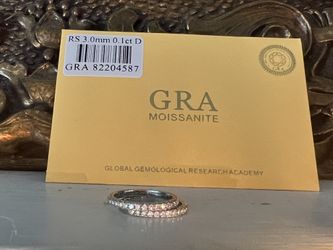 RS 3.0mm 0.1ct D
GRA 82204587
GRA
MOISSANITE
GLOBAL GEMOLOGICAL RESEARCH ACADEMY